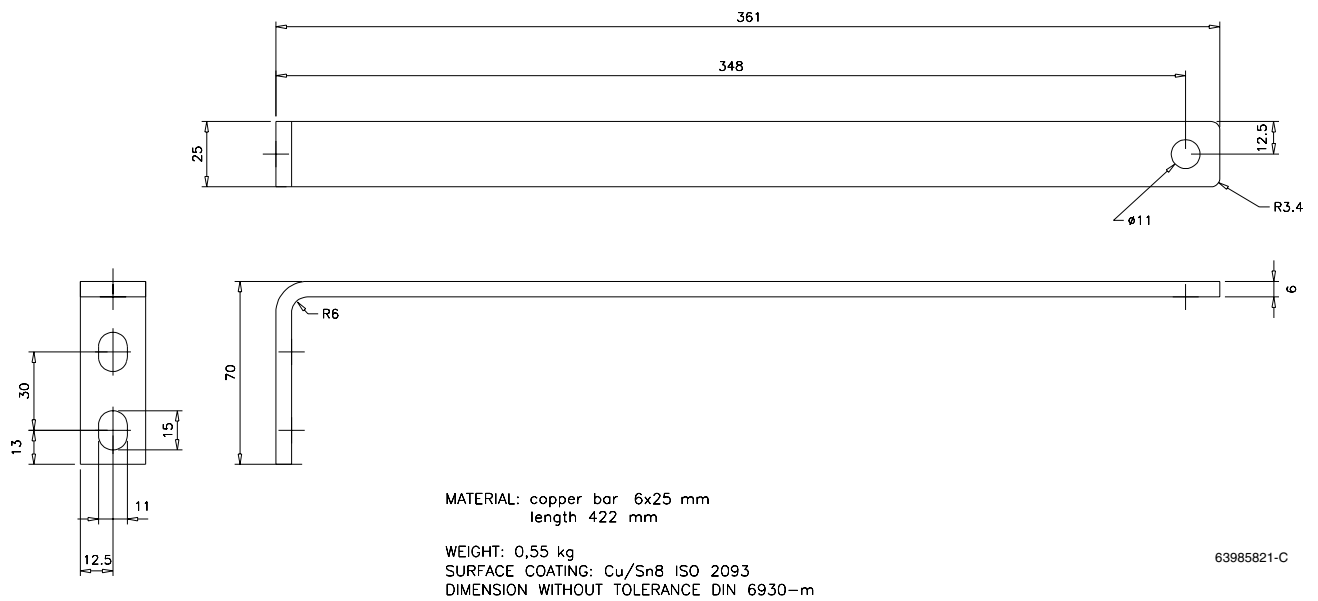 361
348
25
12.5
R3.4
ø11
6
R6
70
30
13
15
11
12.5
MATERIAL: copper bar 6x25 mm
length 422 mm
WEIGHT: 0,55 kg
SURFACE COATING: Cu/Sn8 ISO 2093
DIMENSION WITHOUT TOLERANCE DIN 6930-m
63985821-C